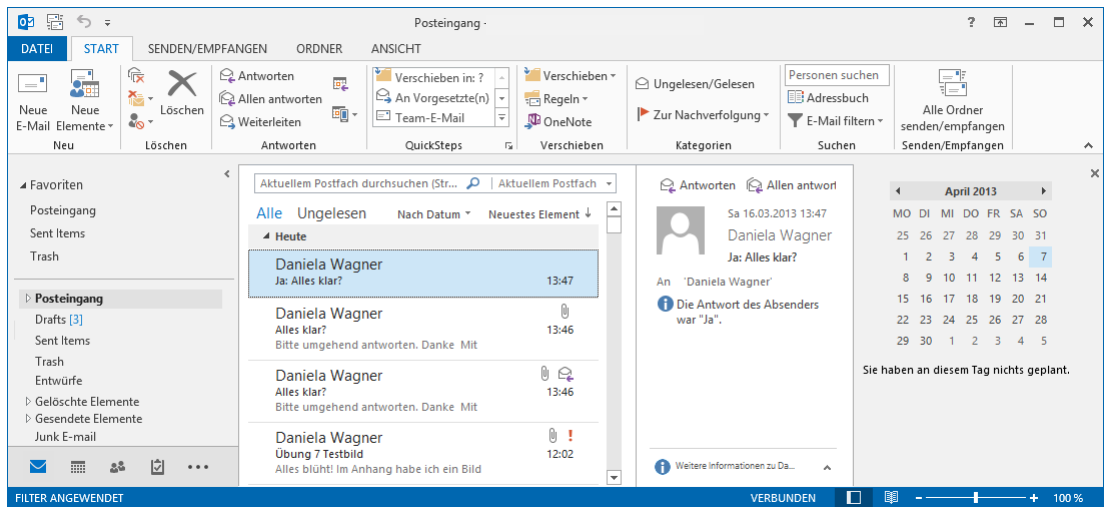 Posteingang -
DATEI START SENDEN/EMPFANGEN ORDNER ANSICHT
Neue E-Mail
Neue Elemente
Neu
Löschen
Löschen
Antworten
Allen antworten
Weiterleiten
Antworten
Verschieben in: ?
An Vorgesetzte(n)
Team-E-Mail
QuickSteps
Verschieben
Regeln
OneNote
Verschieben
Ungelesen/Gelesen
Zur Nachverfolgung
Kategorien
Personen suchen
Adressbuch
E-Mail filtern
Suchen
Alle Ordner
senden/empfangen
Senden/Empfangen
Favoriten
Posteingang
Sent Items
Trash
Posteingang
Drafts [3]
Sent Items
Trash
Entwürfe
Gelöschte Elemente
Gesendete Elemente
Junk E-mail
Aktuellem Postfach durchsuchen (Str... Aktuellem Postfach
Alle Ungelesen Nach Datum Neuestes Element
Heute
Daniela Wagner
Ja: Alles klar? 13:47
Daniela Wagner
Alles klar? 13:46
Bitte umgehend antworten. Danke Mit
Daniela Wagner
Alles klar? 13:46
Bitte umgehend antworten. Danke Mit
Daniela Wagner
Übung 7 Testbild 12:02
Alles blüht! Im Anhang habe ich ein Bild
Antworten Allen antwort
Sa 16.03.2013 13:47
Daniela Wagner
Ja: Alles klar?
An 'Daniela Wagner'
Die Antwort des Absenders
war "Ja".
Weitere Informationen zu Da...
April 2013
MO DI MI DO FR SA SO
25 26 27 28 29 30 31
1 2 3 4 5 6 7
8 9 10 11 12 13 14
15 16 17 18 19 20 21
22 23 24 25 26 27 28
29 30 1 2 3 4 5
Sie haben an diesem Tag nichts geplant.
FILTER ANGEWENDET VERBUNDEN 100 %